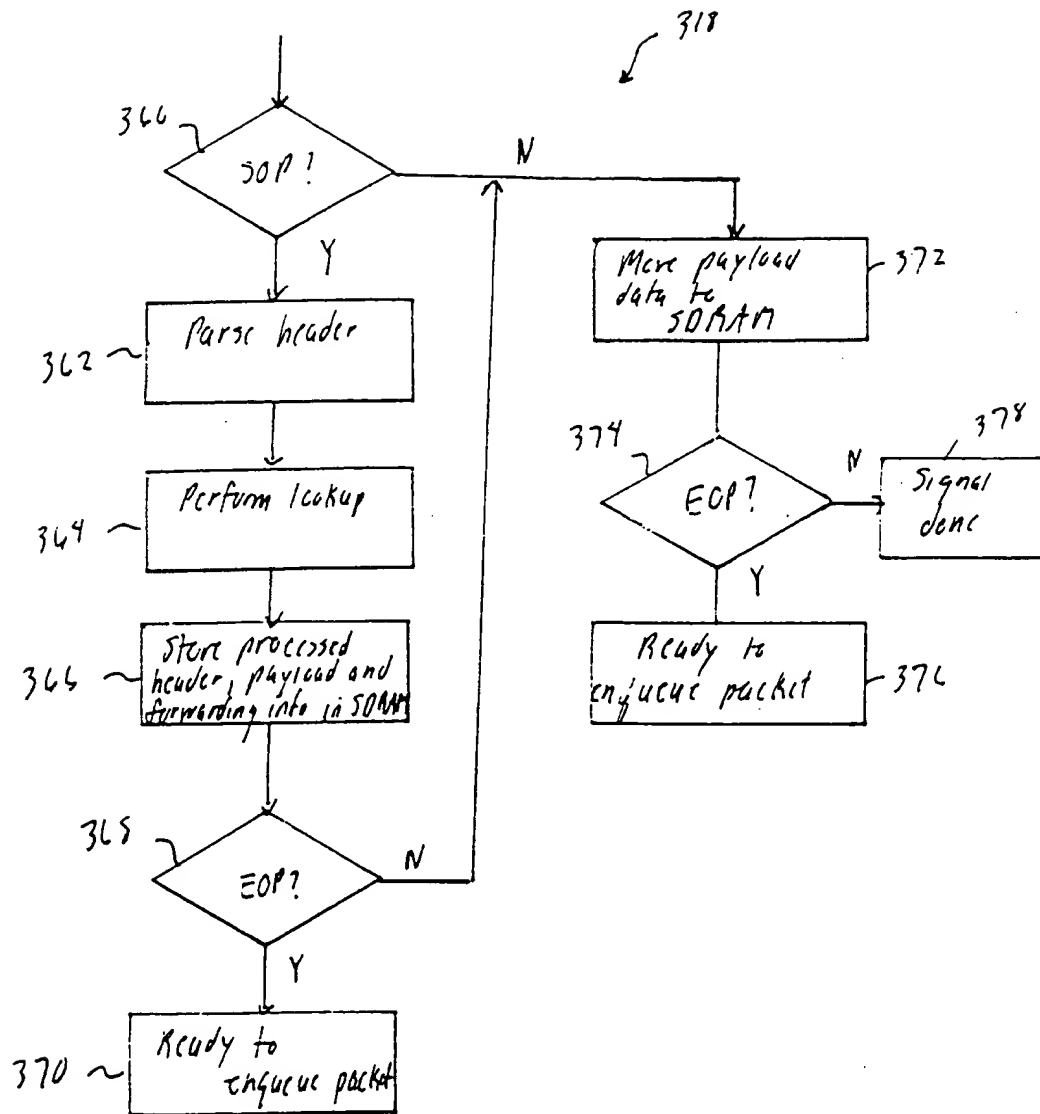 318
366
SOP?
N
Y
Move payload
data to
SDRAM
372
Parse header
362
374
EOP?
N
378
Signal
done
Perform lookup
364
Y
Store processed
header, payload and
forwarding info in SDRAM
366
Ready to
enqueue packet
376
368
EOP?
N
Y
Ready to
enqueue packet
370